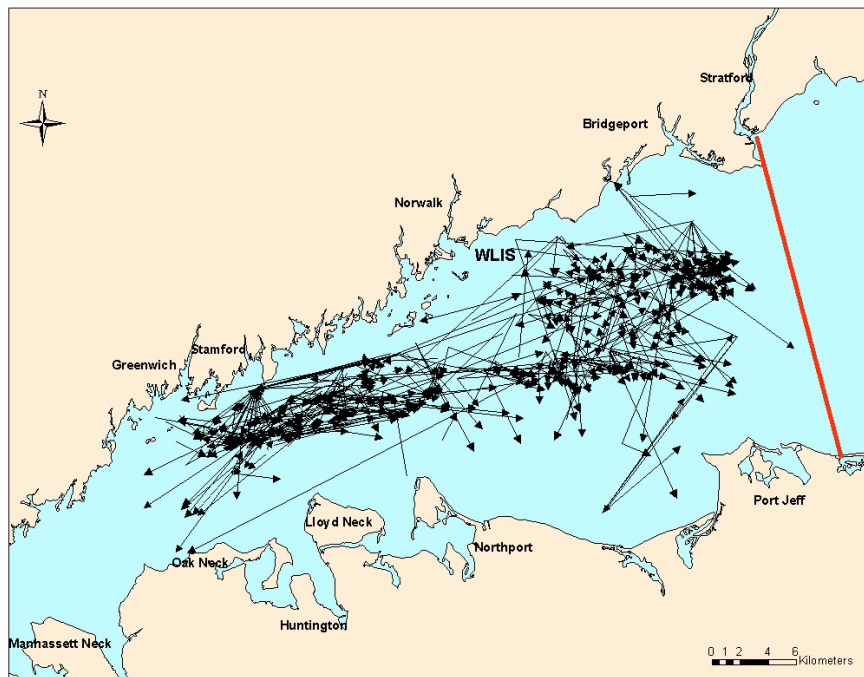 Stratford
Bridgeport
N
Norwalk
WLIS
Stamford
Greenwich
Port Jeff
Lloyd Neck
Northport
Oak Neck
Huntington
Manhassett Neck
0 1 2 4 6
Kilometers